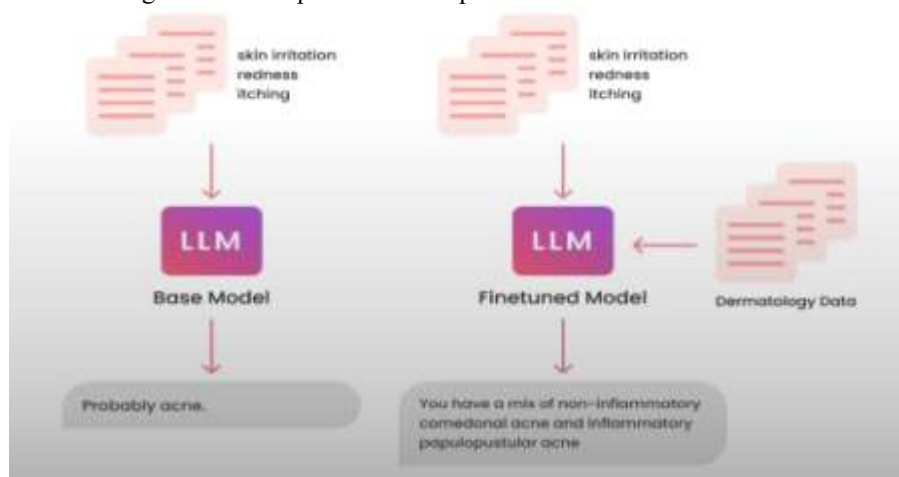 skin irritation
redness
itching
skin irritation
redness
itching
LLM
LLM
Base Model
Finetuned Model
Dermatology Data
Probably acne.
You have a mix of non-inflammatory
comedonal acne and inflammatory
papulopustular acne